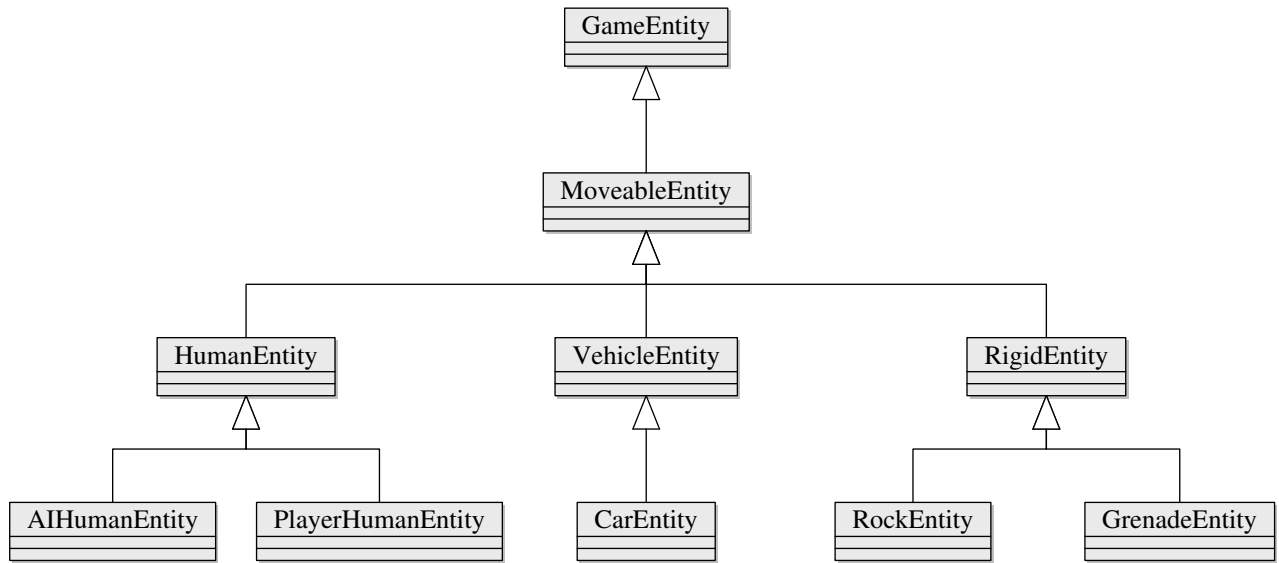 GameEntity
MoveableEntity
HumanEntity
VehicleEntity
RigidEntity
AIHumanEntity
PlayerHumanEntity
CarEntity
RockEntity
GrenadeEntity